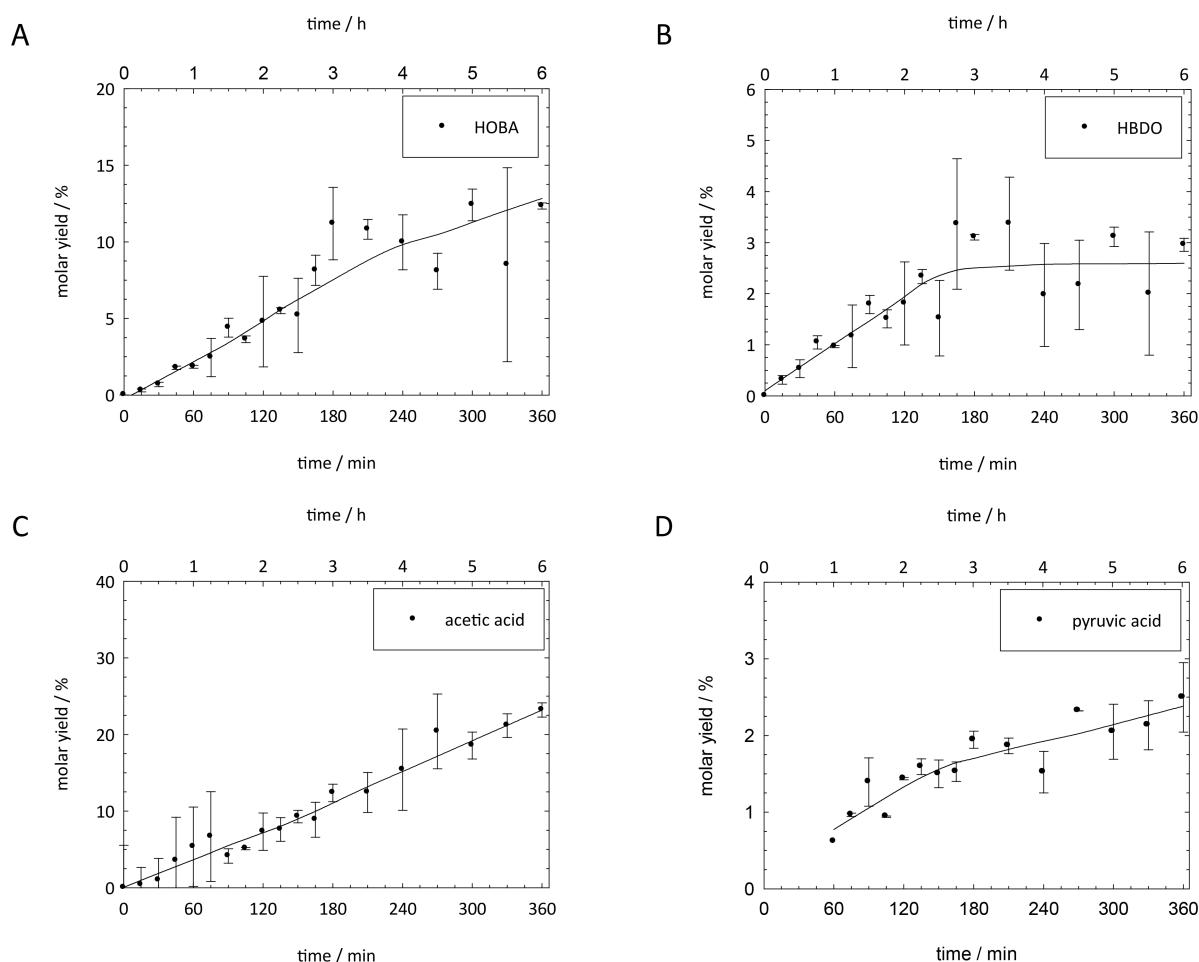 A
time / h
0 1 2 3 4 5 6
20
15
10
5
0
molar yield / %
HOBA
0 60 120 180 240 300 360
time / min
B
time / h
0 1 2 3 4 5 6
6
5
4
3
2
1
0
molar yield / %
HBDO
0 60 120 180 240 300 360
time / min
C
time / h
0 1 2 3 4 5 6
40
30
20
10
0
molar yield / %
acetic acid
0 60 120 180 240 300 360
time / min
D
time / h
0 1 2 3 4 5 6
4
3
2
1
0
molar yield / %
pyruvic acid
0 60 120 180 240 300 360
time / min